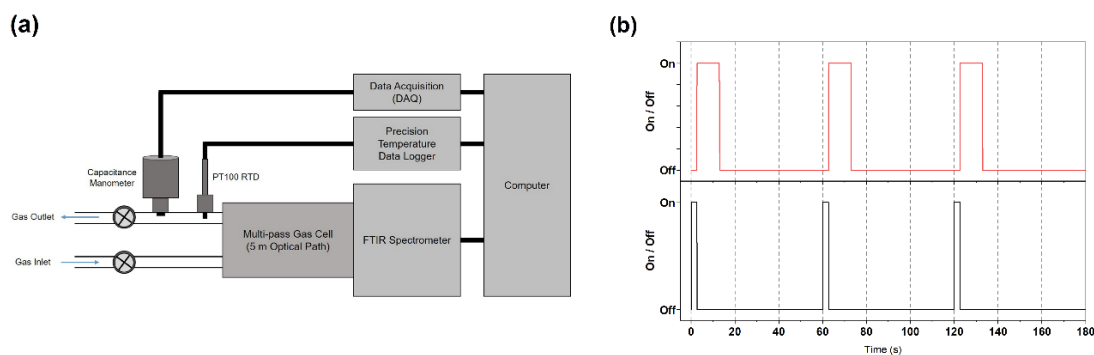 (a)
Data Acquisition
(DAQ)
Precision
Temperature
Data Logger
Capacitance
Manometer
PT100 RTD
Computer
Gas Outlet
Multi-pass Gas Cell
(5 m Optical Path)
FTIR Spectrometer
Gas Inlet
(b)
On
On / Off
Off
On
On / Off
Off
0 20 40 60 80 100 120 140 160 180
Time (s)